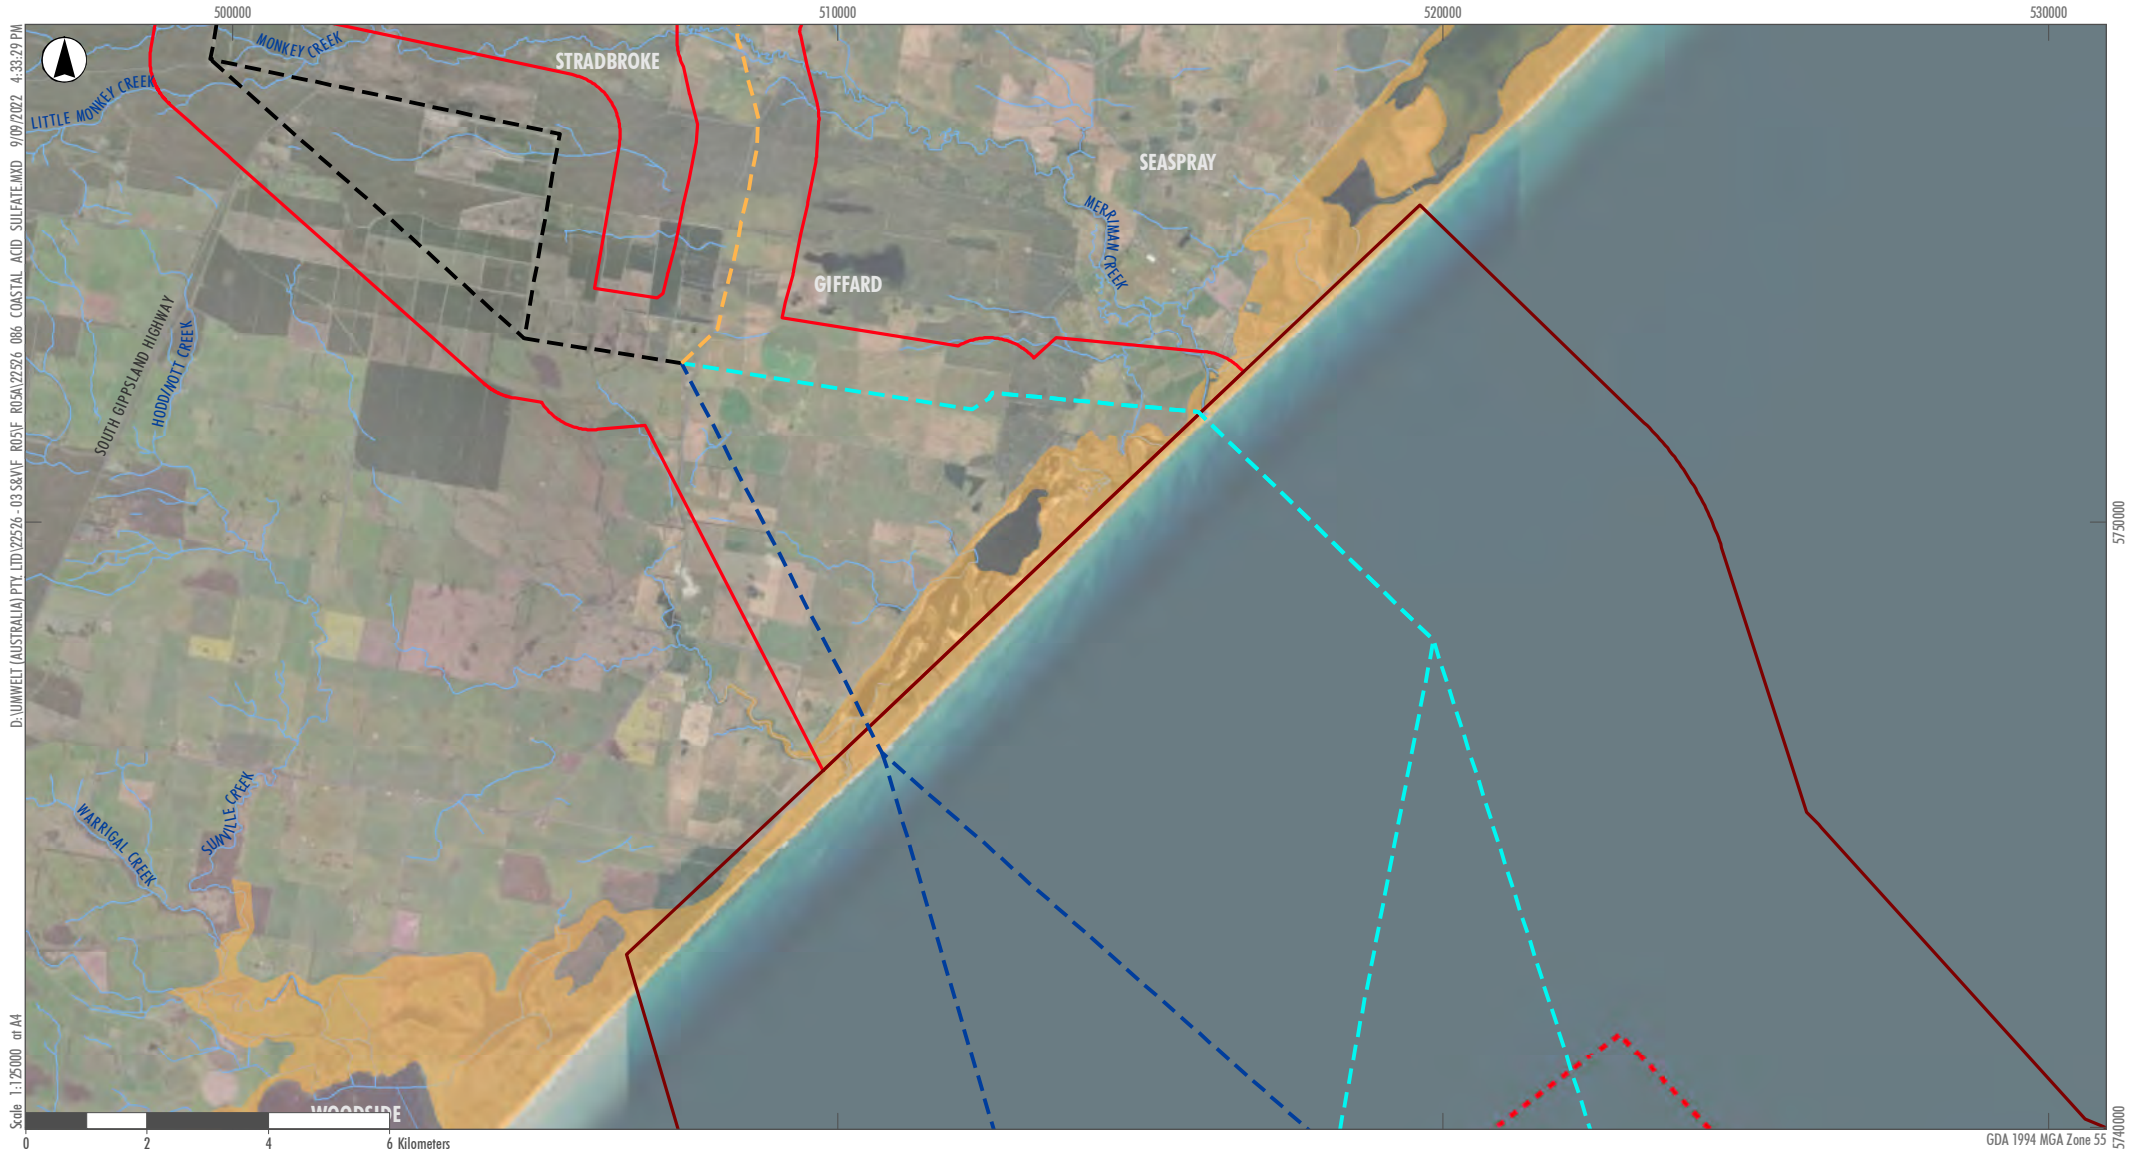 500000
510000
520000
530000
MONKEY CREEK
STRADBROKE
LITTLE MONKEY CREEK
SEASPRAY
MERRIMAN CREEK
GIFFARD
SOUTH GIPPSLAND HIGHWAY
HODDINOTT CREEK
5750000
D:\UMWELT (AUSTRALIA) PTY. LTD\22526 - 03 S&V\F R05\F R05A\22526 086 COASTAL ACID SULFATE.MXD 9/09/2022 4:33:29 PM
WARRIGAL CREEK
SUNVILLE CREEK
Scale 1:125000 at A4
WOODSIDE
0 2 4 6 Kilometers
GDA 1994 MGA Zone 55
5740000